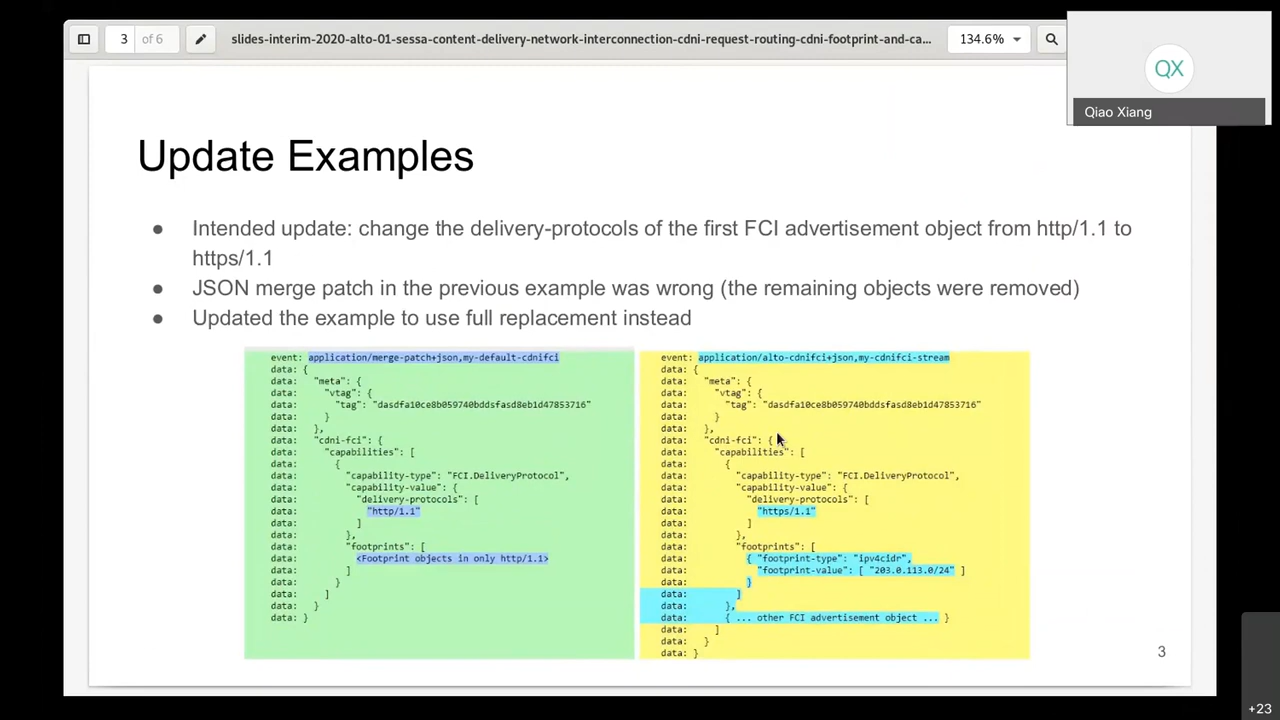 3 of 6
slides-interim-2020-alto-01-sessa-content-delivery-network-interconnection-cdni-request-routing-cdni-footprint-and-ca...
134.6%
QX
Qiao Xiang
Update Examples
● Intended update: change the delivery-protocols of the first FCI advertisement object from http/1.1 to
https/1.1
● JSON merge patch in the previous example was wrong (the remaining objects were removed)
● Updated the example to use full replacement instead
event: application/merge-patch+json,my-default-cdnifci
data: {
data:   "meta": {
data:     "vtag": {
data:       "tag": "dasdfa10ce8b059740bddsfasd8eb1d47853716"
data:     }
data:   },
data:   "cdni-fci": {
data:     "capabilities": [
data:       {
data:         "capability-type": "FCI.DeliveryProtocol",
data:         "capability-value": {
data:           "delivery-protocols": [
data:             "http/1.1"
data:           ]
data:         },
data:         "footprints": [
data:           <Footprint objects in only http/1.1>
data:         ]
data:       }
data:     ]
data:   }
data: }
event: application/alto-cdnifci+json,my-cdnifci-stream
data: {
data:   "meta": {
data:     "vtag": {
data:       "tag": "dasdfa10ce8b059740bddsfasd8eb1d47853716"
data:     }
data:   },
data:   "cdni-fci": {
data:     "capabilities": [
data:       {
data:         "capability-type": "FCI.DeliveryProtocol",
data:         "capability-value": {
data:           "delivery-protocols": [
data:             "https/1.1"
data:           ]
data:         },
data:         "footprints": [
data:           { "footprint-type": "ipv4cidr",
data:             "footprint-value": [ "203.0.113.0/24" ]
data:           }
data:         ]
data:       },
data:       { ... other FCI advertisement object ... }
data:     ]
data:   }
data: }
3
+23